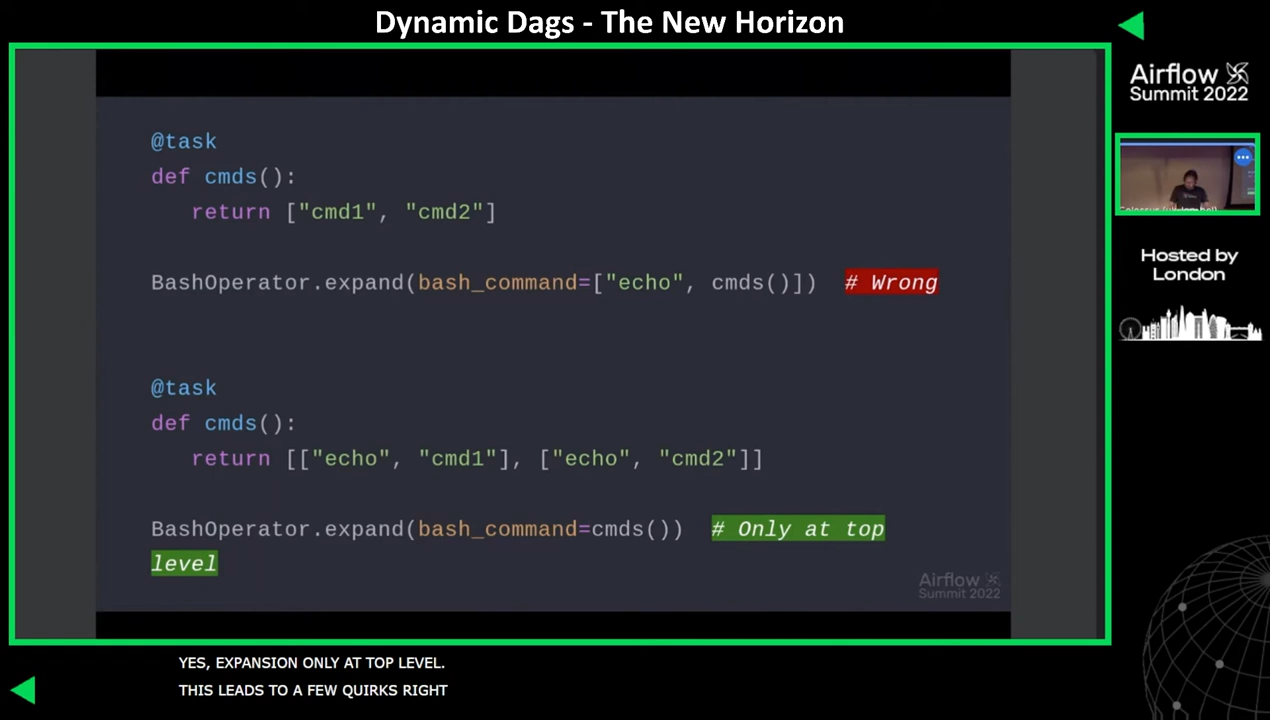 Dynamic Dags - The New Horizon
@task
def cmds():
return ["cmd1", "cmd2"]
BashOperator.expand(bash_command=["echo", cmds()]) # Wrong
@task
def cmds():
return [["echo", "cmd1"], ["echo", "cmd2"]]
BashOperator.expand(bash_command=cmds()) # Only at top
level
Airflow
Summit 2022
Airflow
Summit 2022
Hosted by
London
YES, EXPANSION ONLY AT TOP LEVEL.
THIS LEADS TO A FEW QUIRKS RIGHT